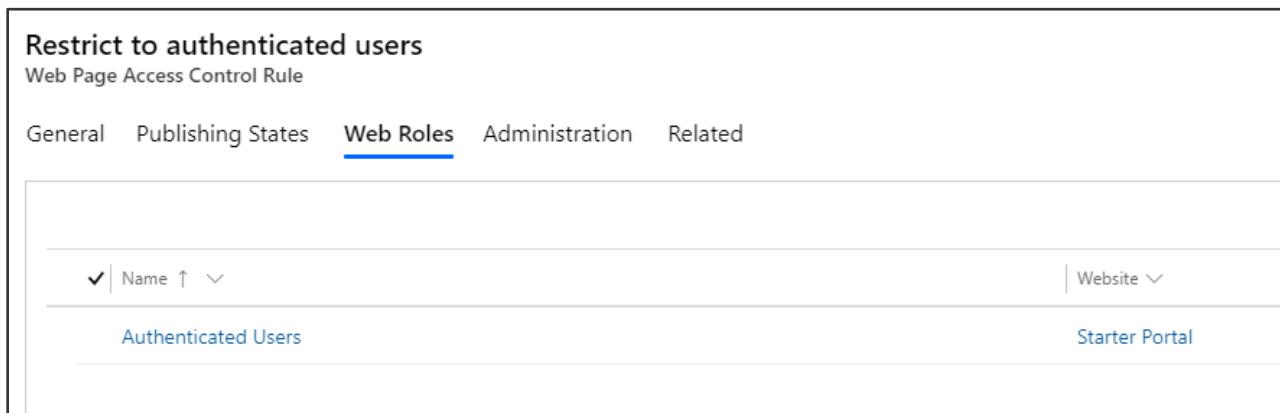 Restrict to authenticated users
Web Page Access Control Rule
General Publishing States Web Roles Administration Related
Name Website
Authenticated Users Starter Portal